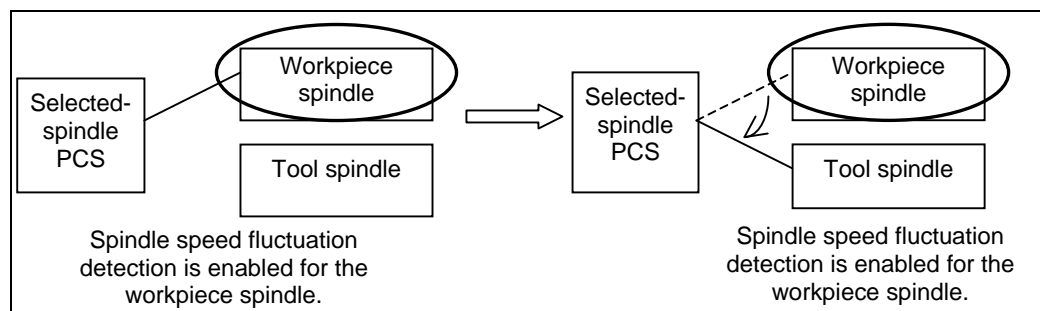 Selected-
spindle
PCS
Workpiece
spindle
Tool spindle
Spindle speed fluctuation
detection is enabled for the
workpiece spindle.
Selected-
spindle
PCS
Workpiece
spindle
Tool spindle
Spindle speed fluctuation
detection is enabled for the
workpiece spindle.